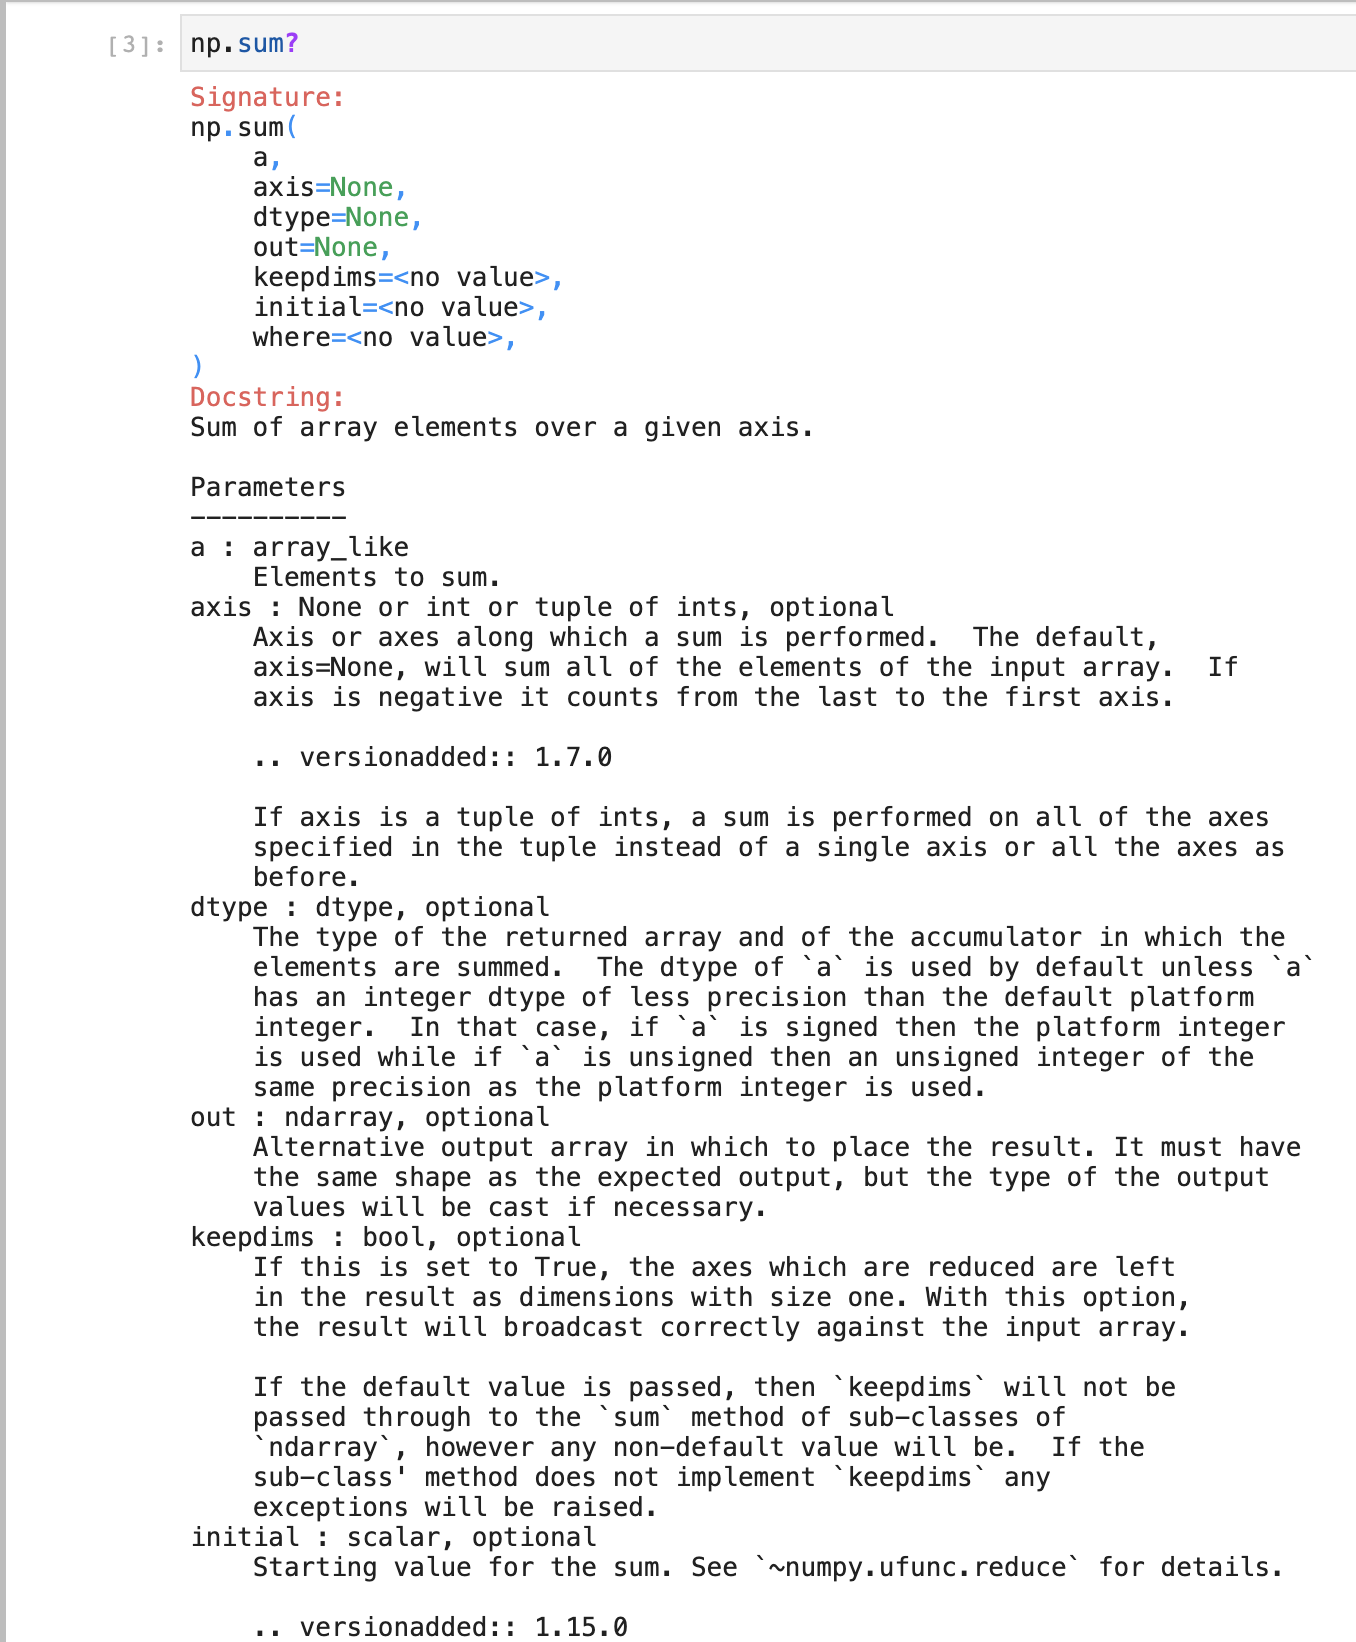 [3]: np.sum?
Signature:
np.sum(
    a,
    axis=None,
    dtype=None,
    out=None,
    keepdims=<no value>,
    initial=<no value>,
    where=<no value>,
)
Docstring:
Sum of array elements over a given axis.

Parameters
----------
a : array_like
    Elements to sum.
axis : None or int or tuple of ints, optional
    Axis or axes along which a sum is performed.  The default,
    axis=None, will sum all of the elements of the input array.  If
    axis is negative it counts from the last to the first axis.

    .. versionadded:: 1.7.0

    If axis is a tuple of ints, a sum is performed on all of the axes
    specified in the tuple instead of a single axis or all the axes as
    before.
dtype : dtype, optional
    The type of the returned array and of the accumulator in which the
    elements are summed.  The dtype of `a` is used by default unless `a`
    has an integer dtype of less precision than the default platform
    integer.  In that case, if `a` is signed then the platform integer
    is used while if `a` is unsigned then an unsigned integer of the
    same precision as the platform integer is used.
out : ndarray, optional
    Alternative output array in which to place the result. It must have
    the same shape as the expected output, but the type of the output
    values will be cast if necessary.
keepdims : bool, optional
    If this is set to True, the axes which are reduced are left
    in the result as dimensions with size one. With this option,
    the result will broadcast correctly against the input array.

    If the default value is passed, then `keepdims` will not be
    passed through to the `sum` method of sub-classes of
    `ndarray`, however any non-default value will be.  If the
    sub-class' method does not implement `keepdims` any
    exceptions will be raised.
initial : scalar, optional
    Starting value for the sum. See `~numpy.ufunc.reduce` for details.

    .. versionadded:: 1.15.0